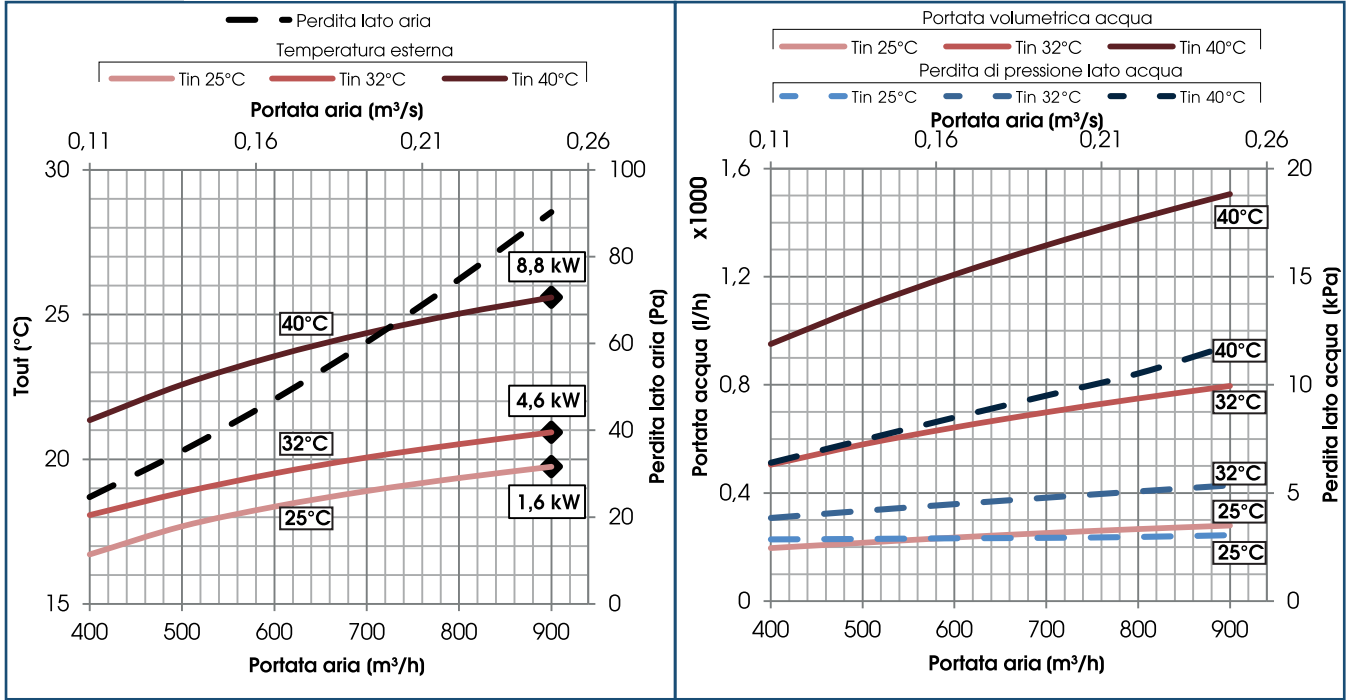 Perdita lato aria
Temperatura esterna
Tin 25°C Tin 32°C Tin 40°C
Portata aria (m³/s)
0,11 0,16 0,21 0,26
30 100
25 80
20 60
15 40
20
0
Tout (°C)
Perdita lato aria (Pa)
8,8 kW
40°C
4,6 kW
32°C
1,6 kW
25°C
400 500 600 700 800 900
Portata aria (m³/h)
Portata volumetrica acqua
Tin 25°C Tin 32°C Tin 40°C
Perdita di pressione lato acqua
Tin 25°C Tin 32°C Tin 40°C
Portata aria (m³/s)
0,11 0,16 0,21 0,26
1,6 20
1,2 15
0,8 10
0,4 5
0 0
x1000
Portata acqua (l/h)
Perdita lato acqua (kPa)
40°C
40°C
32°C
32°C
25°C
25°C
400 500 600 700 800 900
Portata aria (m³/h)